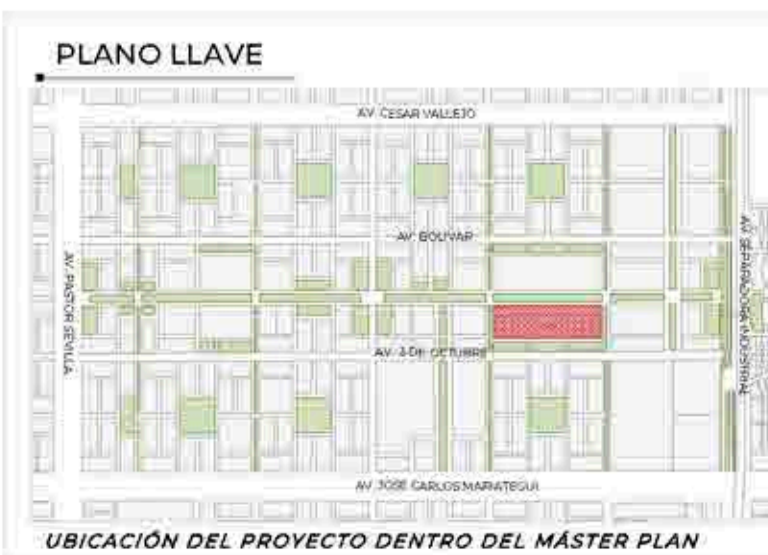 PLANO LLAVE
AV. CESAR VALLEJO
AV. BOLIVAR
AV. PASTOR SEVILLA
AV. SEPARADORA INDUSTRIAL
AV. 3 DE OCTUBRE
AV. JOSE CARLOS MARIATEGUI
UBICACIÓN DEL PROYECTO DENTRO DEL MÁSTER PLAN